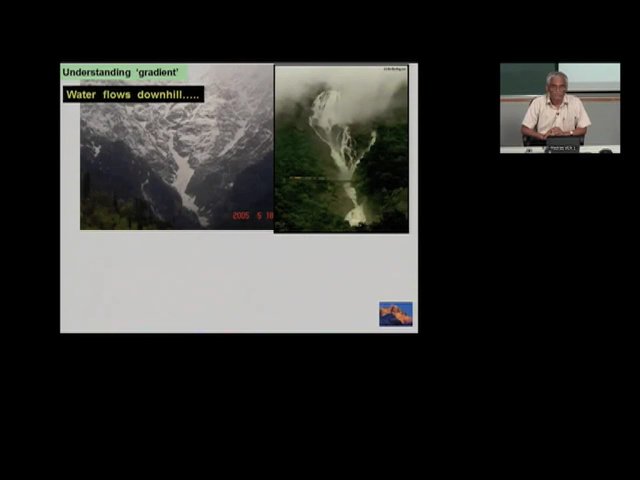 Understanding 'gradient'
Water flows downhill.....
2005 5 18